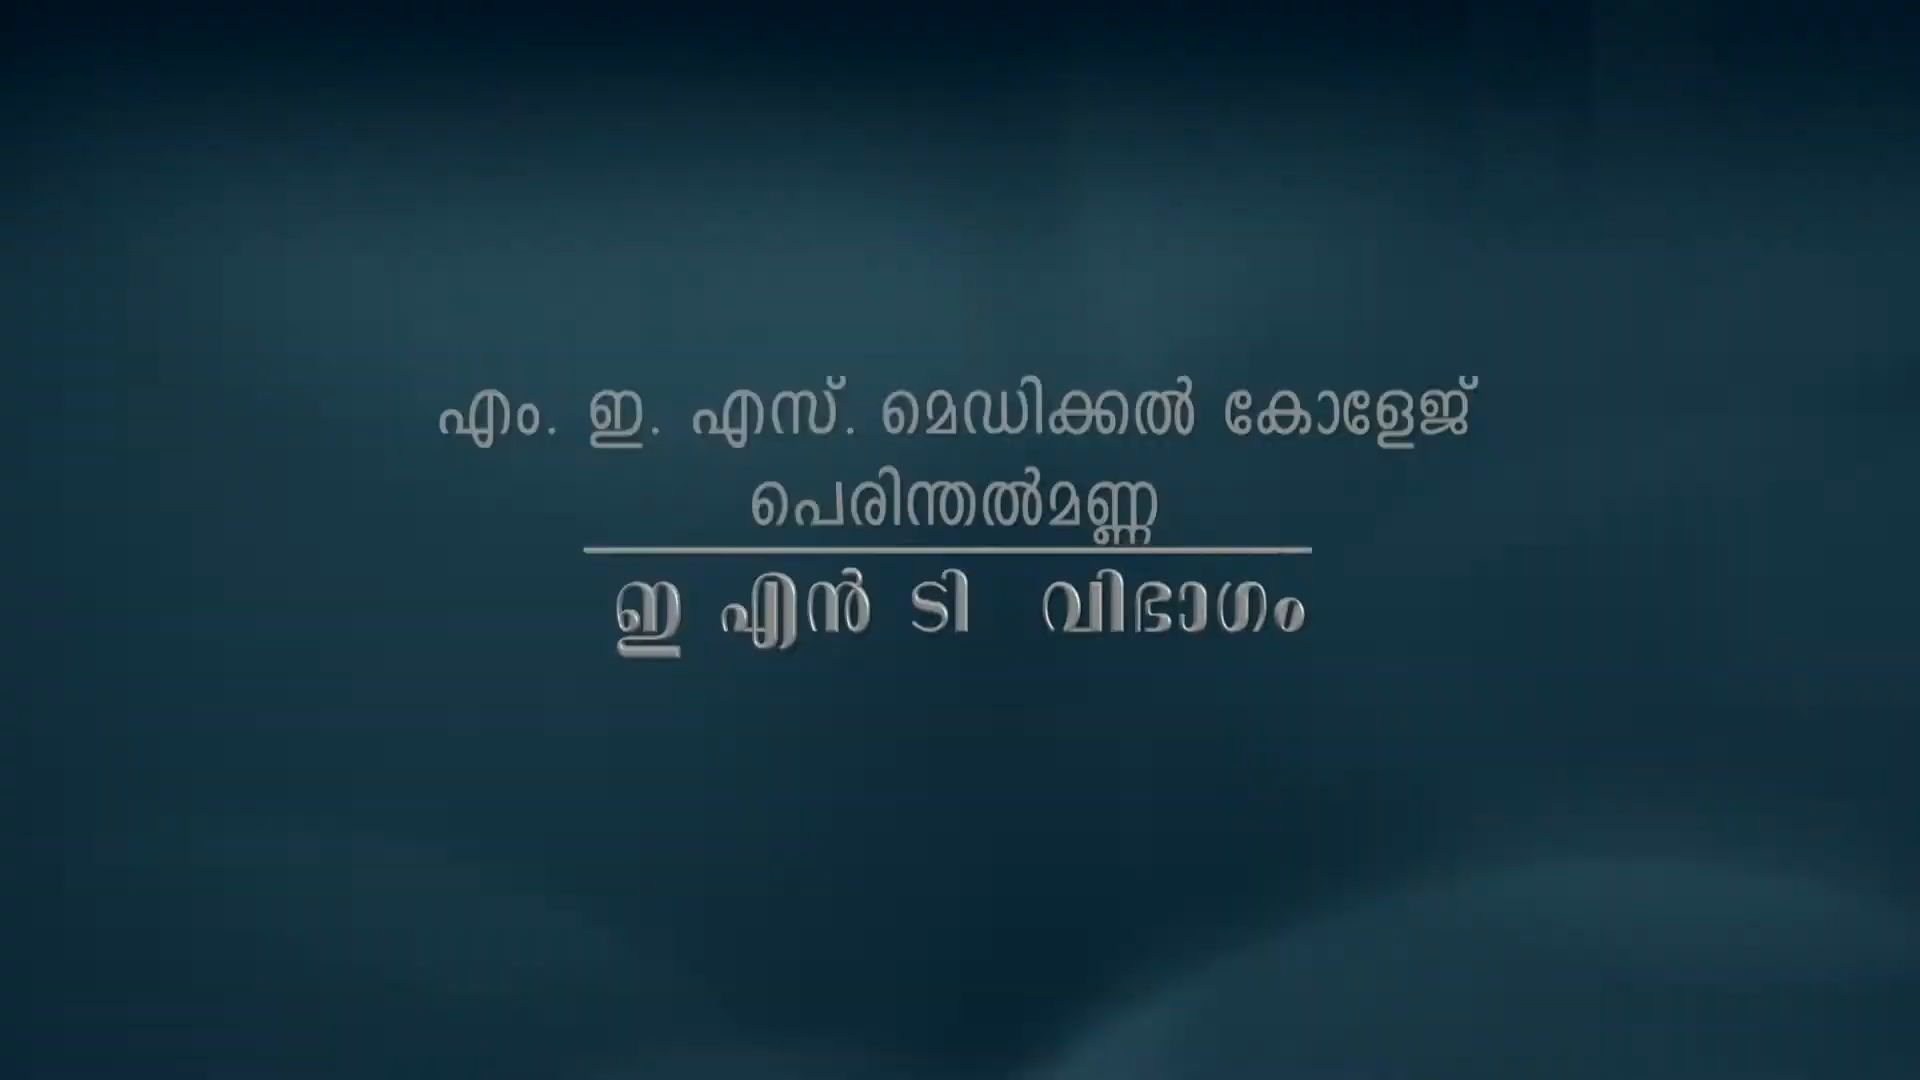 എം. ഇ. എസ്. മെഡിക്കൽ കോളേജ്
പെരിന്തൽമണ്ണ
ഇ എൻ ടി വിഭാഗം